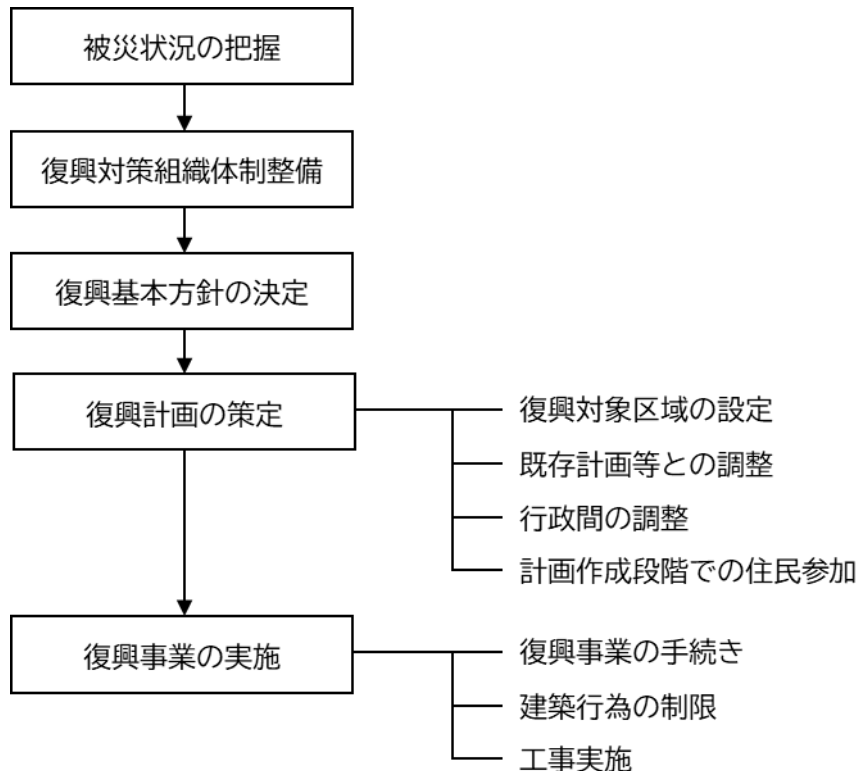 被災状況の把握
復興対策組織体制整備
復興基本方針の決定
復興計画の策定
復興対象区域の設定
既存計画等との調整
行政間の調整
計画作成段階での住民参加
復興事業の実施
復興事業の手続き
建築行為の制限
工事実施